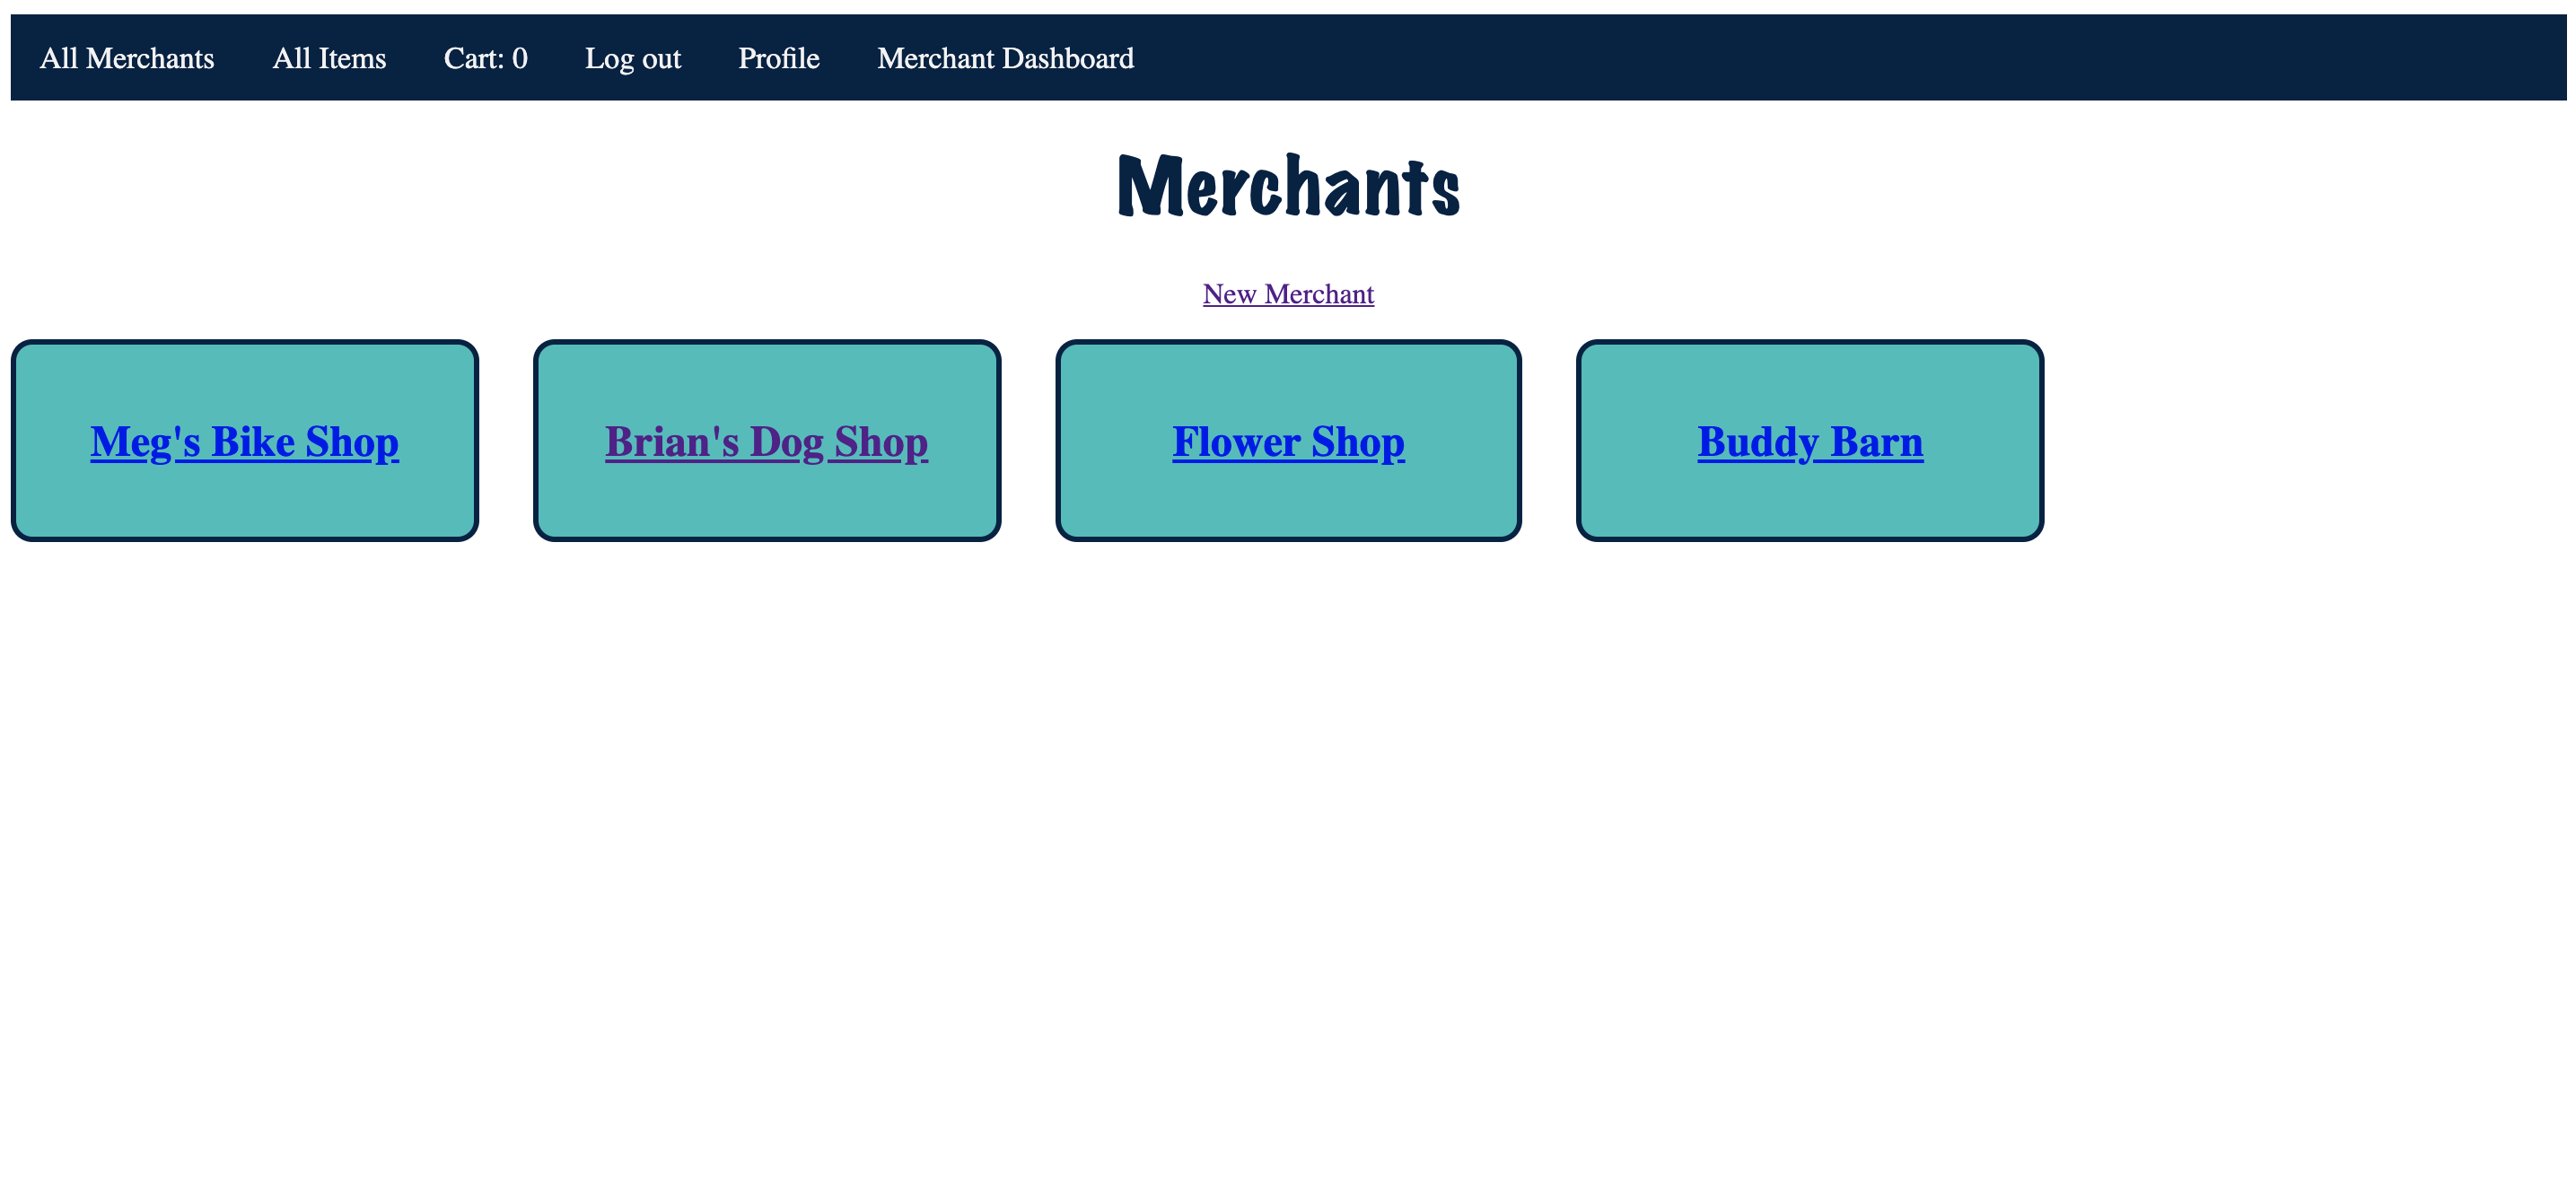 All Merchants All Items Cart: 0 Log out Profile Merchant Dashboard
Merchants
New Merchant
Meg's Bike Shop Brian's Dog Shop Flower Shop Buddy Barn